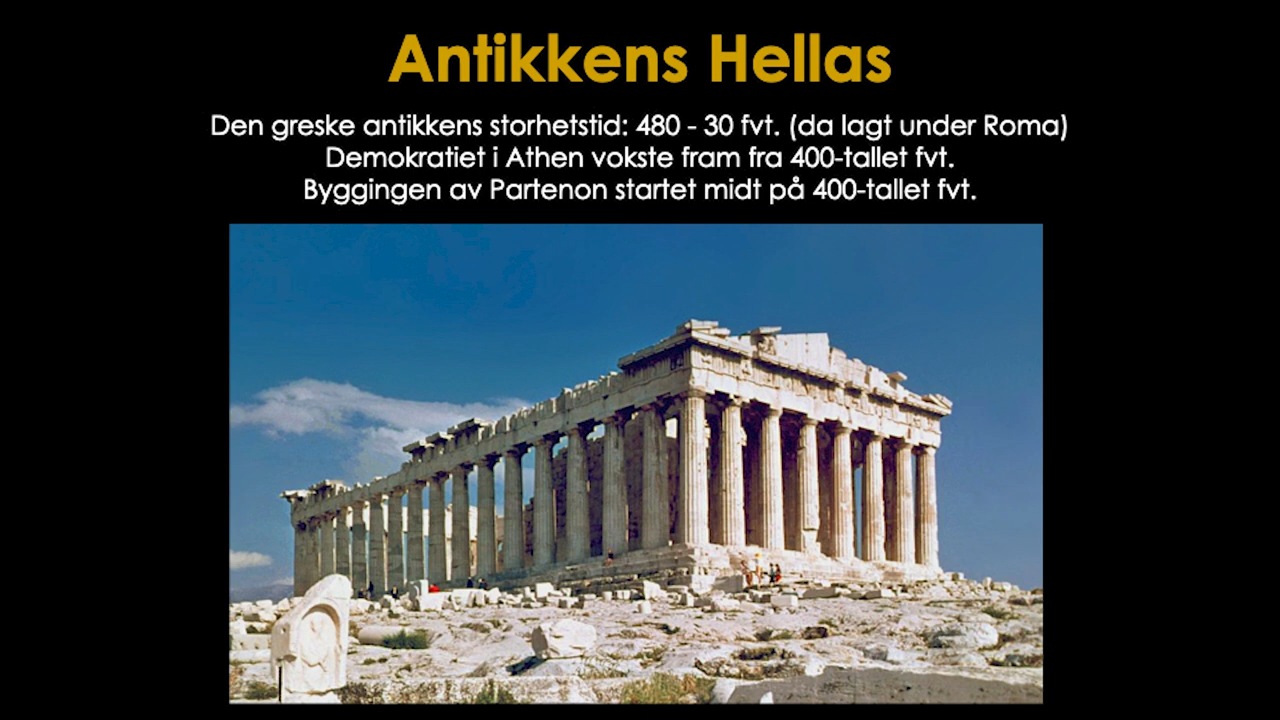 Antikkens Hellas
Den greske antikkens storhetstid: 480 - 30 fvt. (da lagt under Roma)
Demokratiet i Athen vokste fram fra 400-tallet fvt.
Byggingen av Partenon startet midt på 400-tallet fvt.